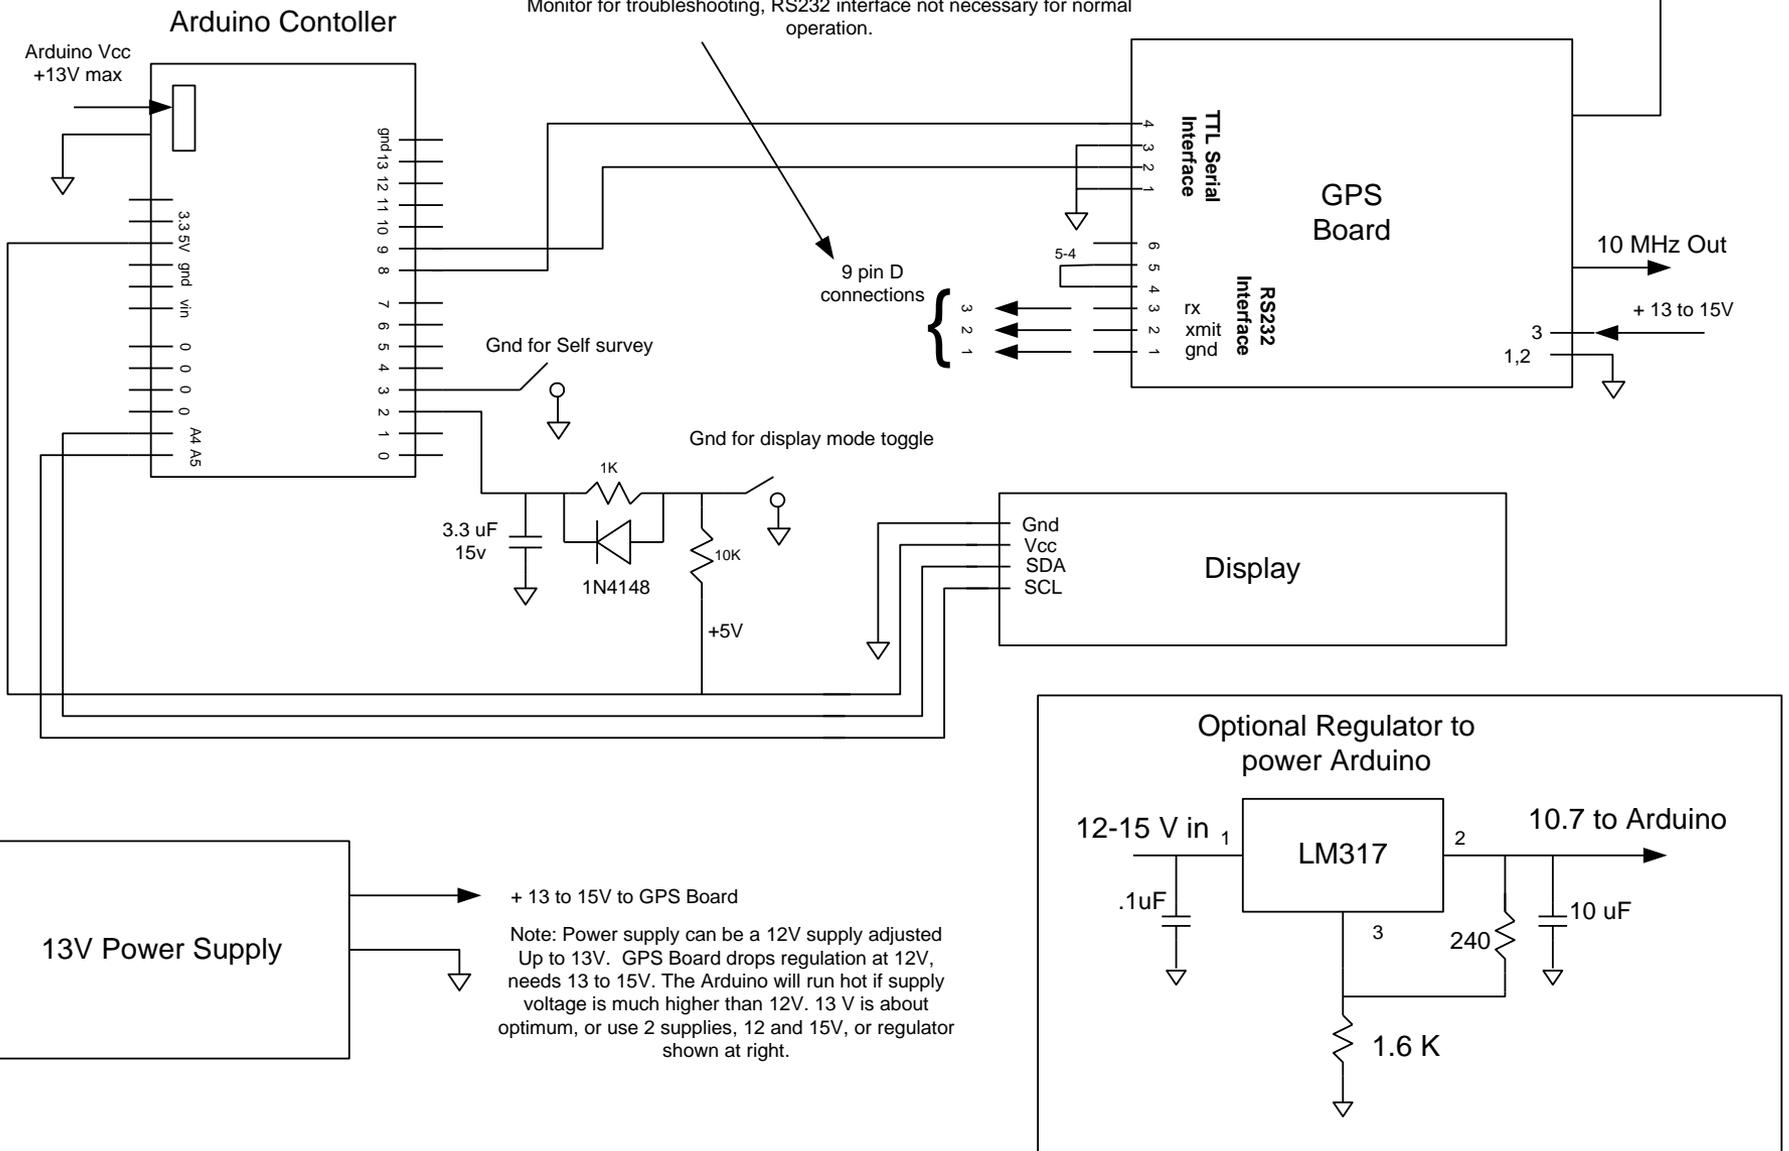 Monitor for troubleshooting, RS232 interface not necessary for normal
operation.
Arduino Contoller
Arduino Vcc
+13V max
gnd
13
12
11
10
9
8
7
6
5
4
3
2
1
0
3.3
5V
gnd
vin
0
0
0
0
A4
A5
TTL Serial
Interface
4
3
2
1
GPS
Board
6
5
4
3
2
1
5-4
rx
xmit
gnd
RS232
Interface
9 pin D
connections
3
2
1
10 MHz Out
+ 13 to 15V
3
1,2
Gnd for Self survey
Gnd for display mode toggle
1K
3.3 uF
15v
1N4148
10K
+5V
Gnd
Vcc
SDA
SCL
Display
Optional Regulator to
power Arduino
12-15 V in
1
LM317
2
10.7 to Arduino
.1uF
3
240
10 uF
1.6 K
13V Power Supply
+ 13 to 15V to GPS Board
Note: Power supply can be a 12V supply adjusted
Up to 13V. GPS Board drops regulation at 12V,
needs 13 to 15V. The Arduino will run hot if supply
voltage is much higher than 12V. 13 V is about
optimum, or use 2 supplies, 12 and 15V, or regulator
shown at right.